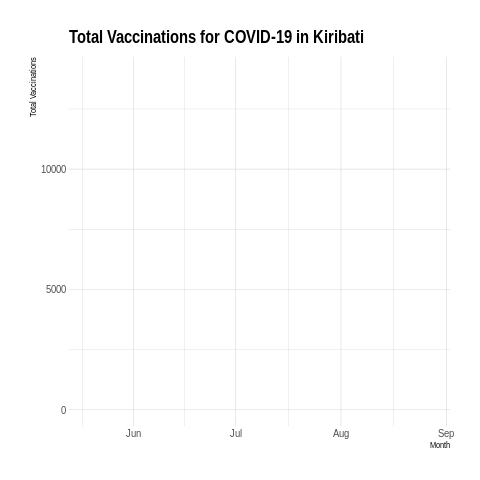 Total Vaccinations for COVID-19 in Kiribati
Total Vaccinations
10000
5000
0
Jun Jul Aug Sep
Month